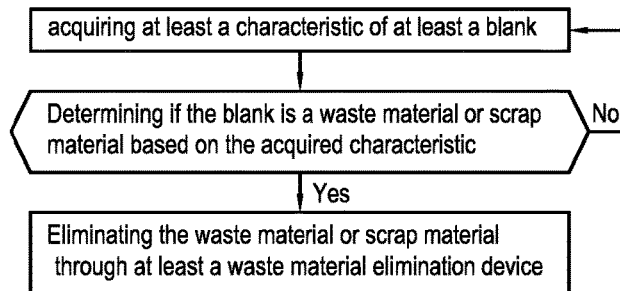 acquiring at least a characteristic of at least a blank
Determining if the blank is a waste material or scrap
material based on the acquired characteristic
No
Yes
Eliminating the waste material or scrap material
through at least a waste material elimination device